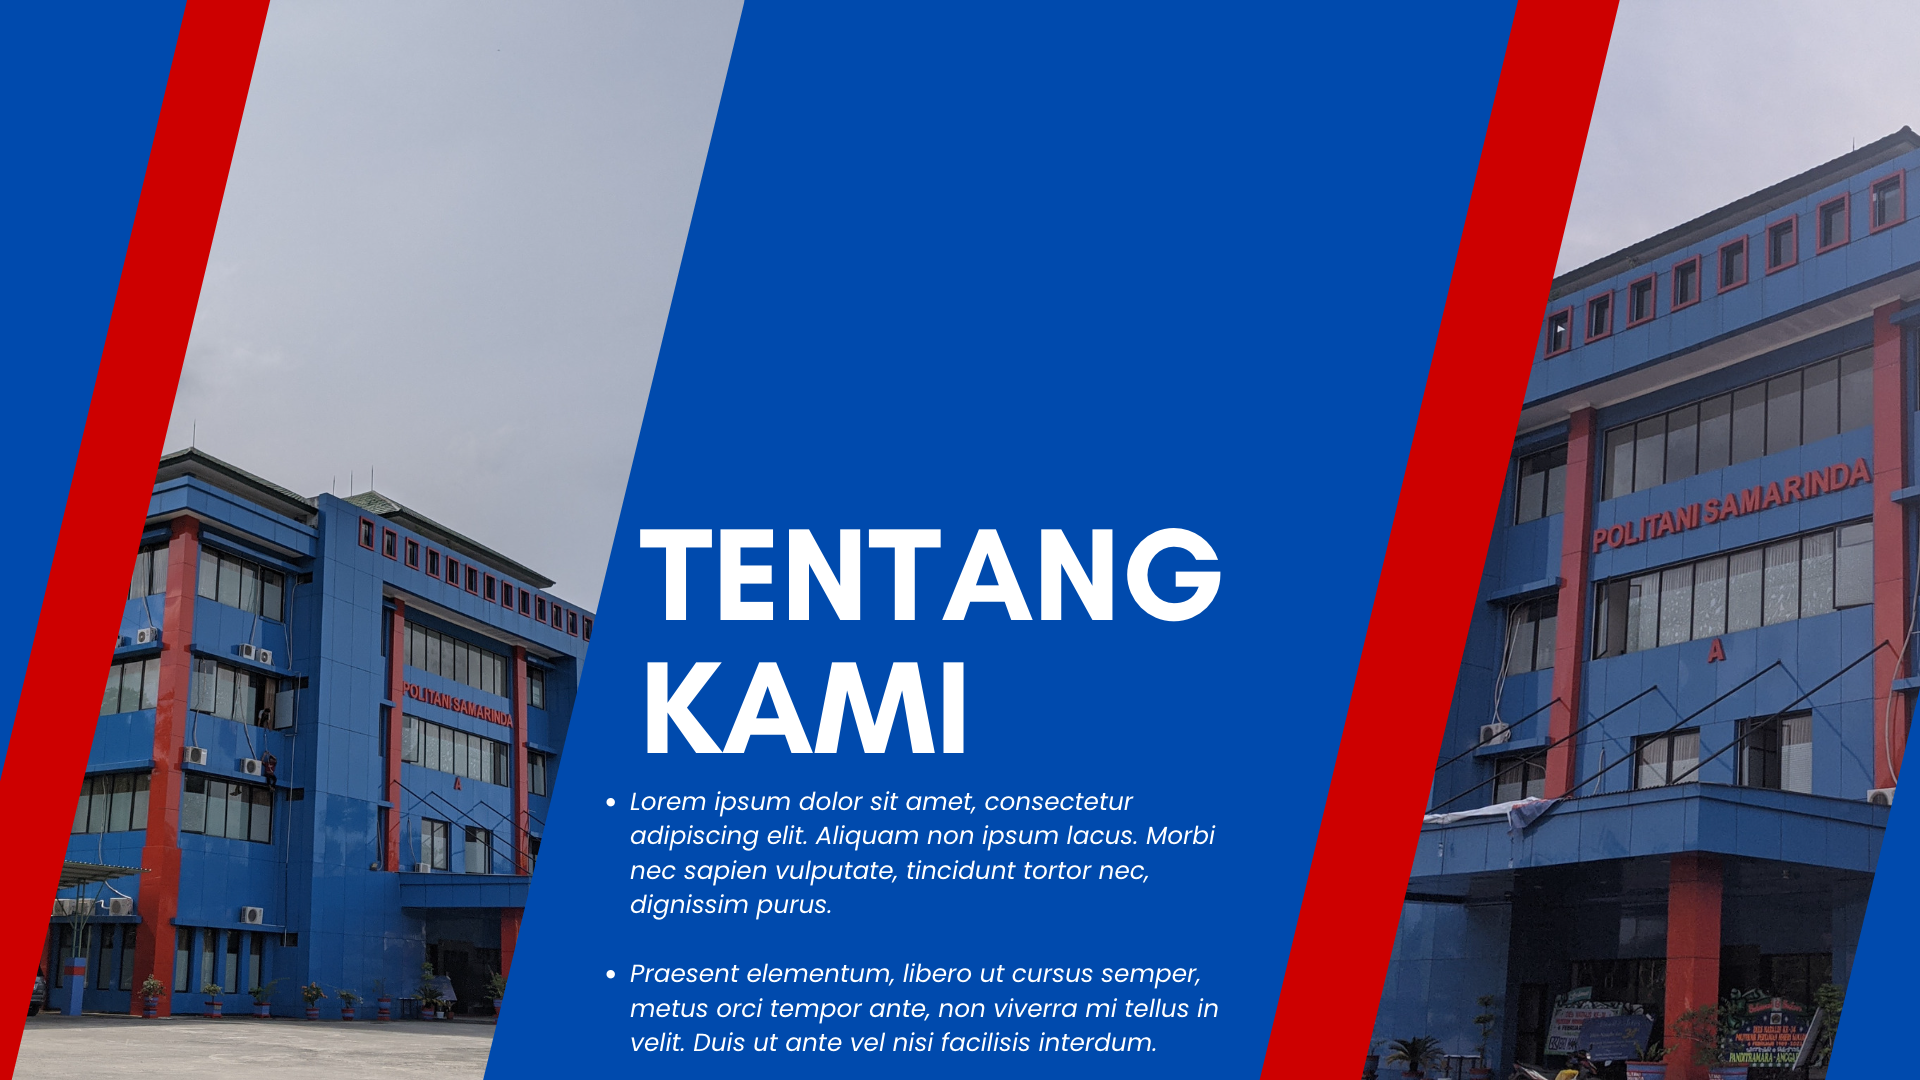 TENTANG
KAMI
Lorem ipsum dolor sit amet, consectetur
adipiscing elit. Aliquam non ipsum lacus. Morbi
nec sapien vulputate, tincidunt tortor nec,
dignissim purus.
Praesent elementum, libero ut cursus semper,
metus orci tempor ante, non viverra mi tellus in
velit. Duis ut ante vel nisi facilisis interdum.
POLITANI SAMARINDA
A
POLITANI SAMARINDA
A